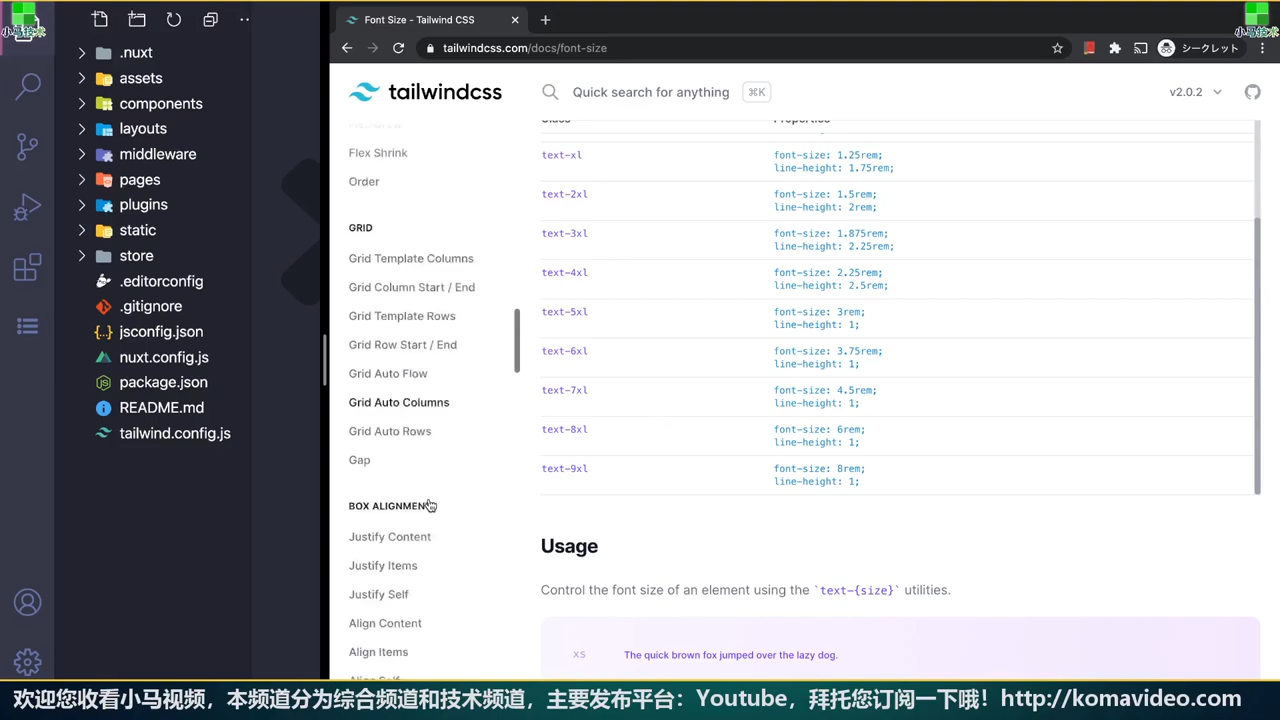 小马技术
.nuxt
assets
components
layouts
middleware
pages
plugins
static
store
.editorconfig
.gitignore
jsconfig.json
nuxt.config.js
package.json
README.md
tailwind.config.js
Font Size - Tailwind CSS
小马技术
tailwindcss.com/docs/font-size
シークレット
tailwindcss
Quick search for anything ⌘K
v2.0.2
Flex Shrink
Order
GRID
Grid Template Columns
Grid Column Start / End
Grid Template Rows
Grid Row Start / End
Grid Auto Flow
Grid Auto Columns
Grid Auto Rows
Gap
BOX ALIGNMENT
Justify Content
Justify Items
Justify Self
Align Content
Align Items
Align Self
Class Properties
text-xl font-size: 1.25rem;
line-height: 1.75rem;
text-2xl font-size: 1.5rem;
line-height: 2rem;
text-3xl font-size: 1.875rem;
line-height: 2.25rem;
text-4xl font-size: 2.25rem;
line-height: 2.5rem;
text-5xl font-size: 3rem;
line-height: 1;
text-6xl font-size: 3.75rem;
line-height: 1;
text-7xl font-size: 4.5rem;
line-height: 1;
text-8xl font-size: 6rem;
line-height: 1;
text-9xl font-size: 8rem;
line-height: 1;
Usage
Control the font size of an element using the `text-{size}` utilities.
xs The quick brown fox jumped over the lazy dog.
欢迎您收看小马视频，本频道分为综合频道和技术频道，主要发布平台：Youtube，拜托您订阅一下哦！http://komavideo.com